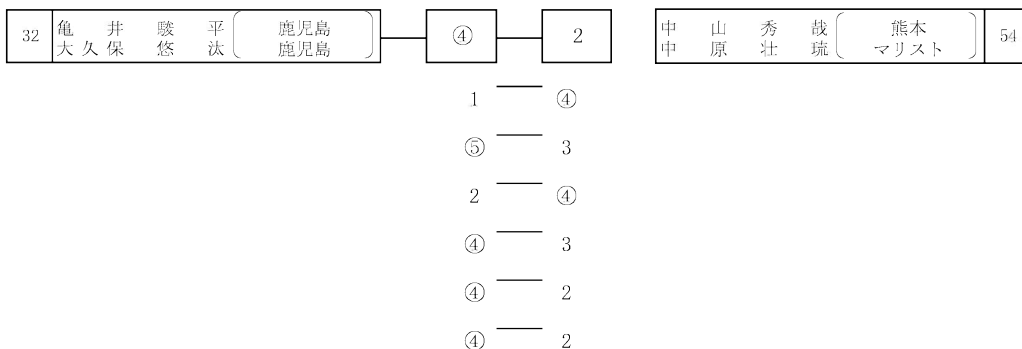 32 亀井駿平 大久保悠汰 (鹿児島 鹿児島) ④ — 2 中山秀哉 中原壮琉 (熊本 マリスト) 54
1 — ④
⑤ — 3
2 — ④
④ — 3
④ — 2
④ — 2